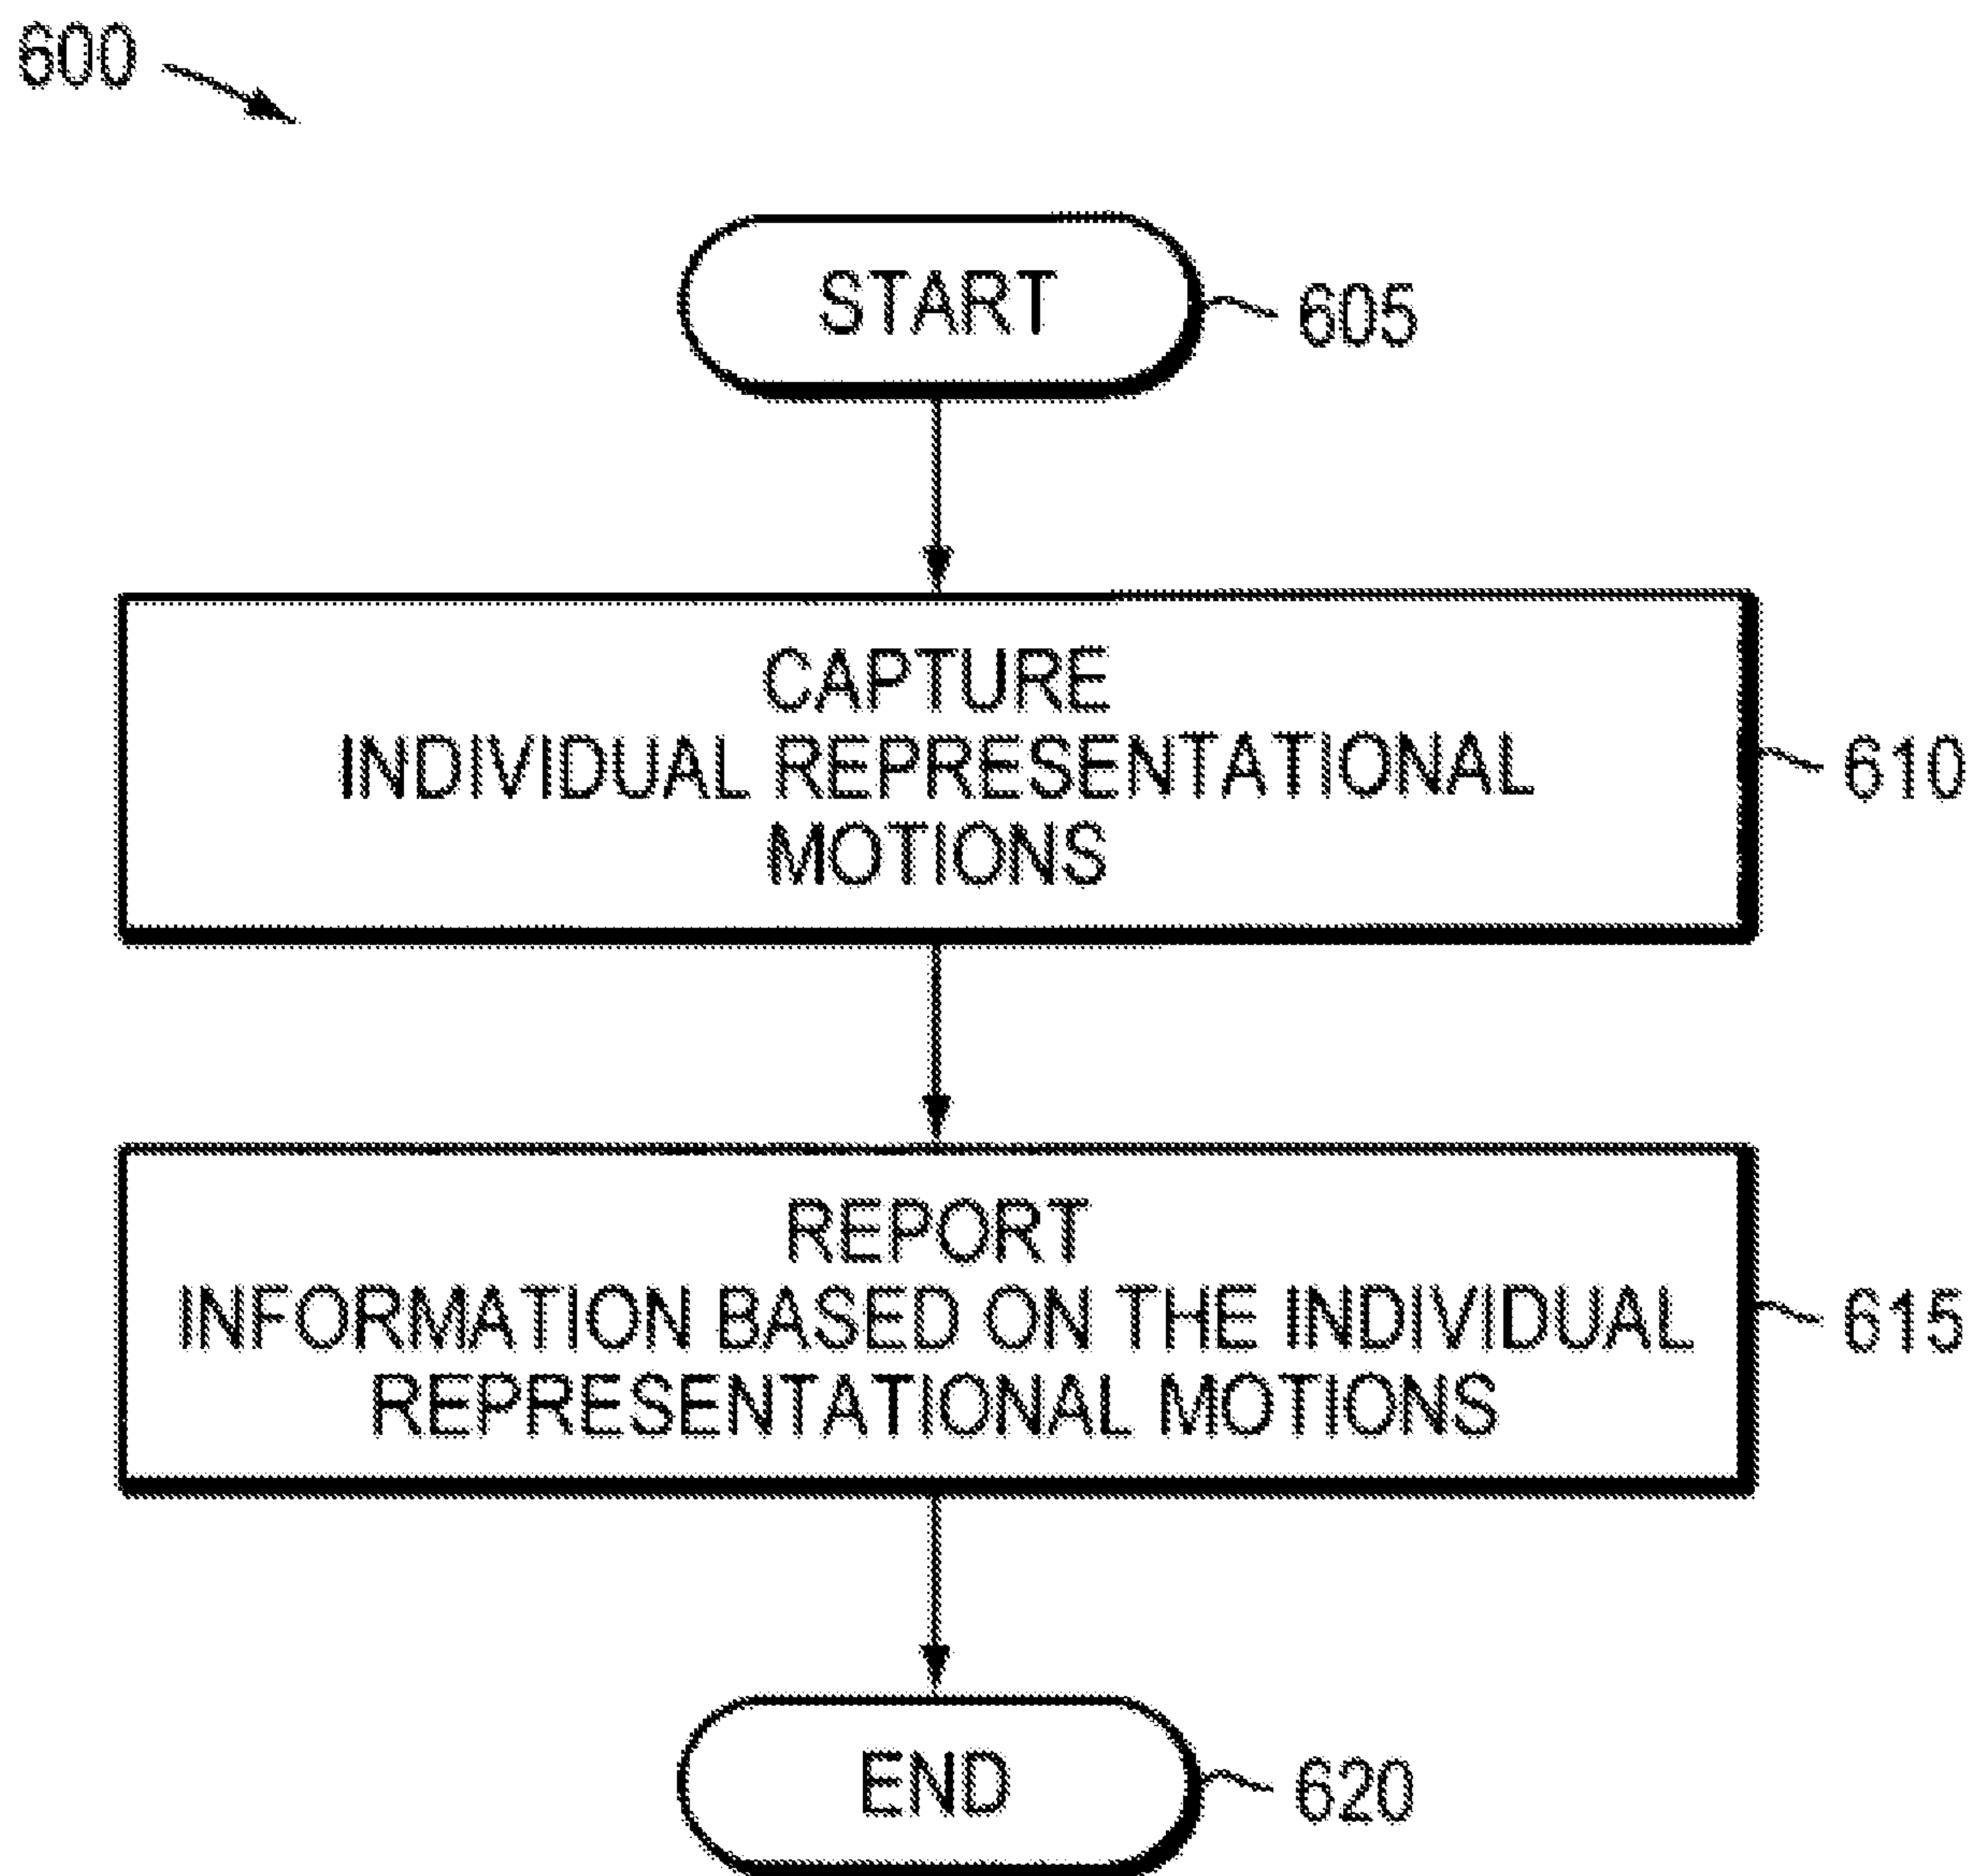 600
START
605
CAPTURE
INDIVIDUAL REPRESENTATIONAL
MOTIONS
610
REPORT
INFORMATION BASED ON THE INDIVIDUAL
REPRESENTATIONAL MOTIONS
615
END
620